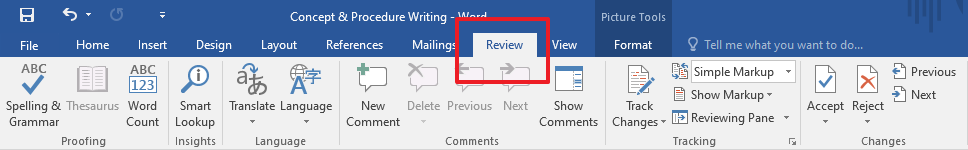 Concept & Procedure Writing - Word
Picture Tools
File Home Insert Design Layout References Mailings Review View Format Tell me what you want to do...
ABC
Spelling & Grammar
Thesaurus
ABC
123
Word Count
Proofing
Smart Lookup
Insights
Translate
Language
Language
New Comment
Delete
Previous
Next
Show Comments
Comments
Track Changes
Simple Markup
Show Markup
Reviewing Pane
Tracking
Accept
Reject
Previous
Next
Changes